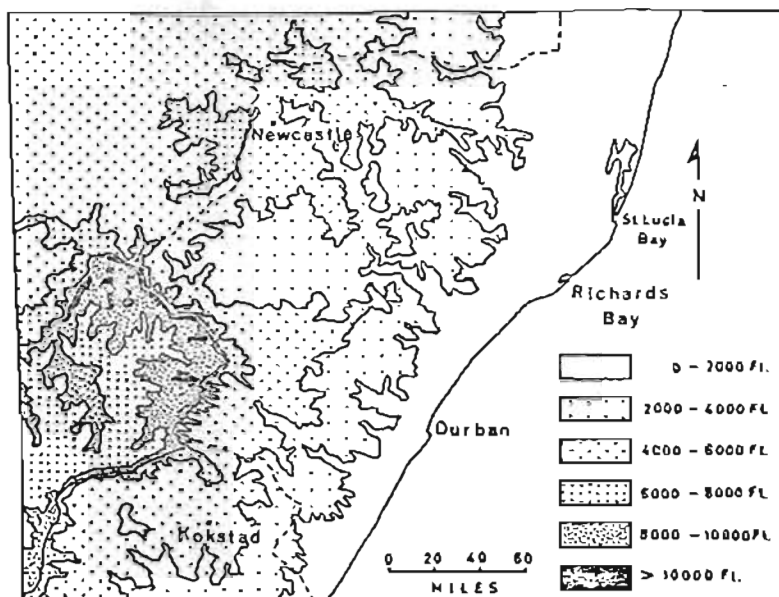 Newcastle
N
St Lucia
Bay
Richards
Bay
0 - 2000 Ft.
2000 - 4000 Ft.
Durban
4000 - 6000 Ft.
6000 - 8000 Ft.
Kokstad
8000 - 10000 Ft.
0 20 40 60
MILES
> 10000 Ft.